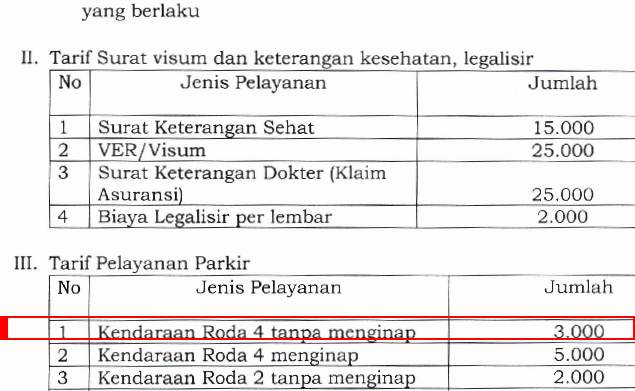 yang berlaku
II. Tarif Surat visum dan keterangan kesehatan, legalisir
No Jenis Pelayanan Jumlah
1 Surat Keterangan Sehat 15.000
2 VER/Visum 25.000
3 Surat Keterangan Dokter (Klaim
Asuransi) 25.000
4 Biaya Legalisir per lembar 2.000
III. Tarif Pelayanan Parkir
No Jenis Pelayanan Jumlah
1 Kendaraan Roda 4 tanpa menginap 3.000
2 Kendaraan Roda 4 menginap 5.000
3 Kendaraan Roda 2 tanpa menginap 2.000